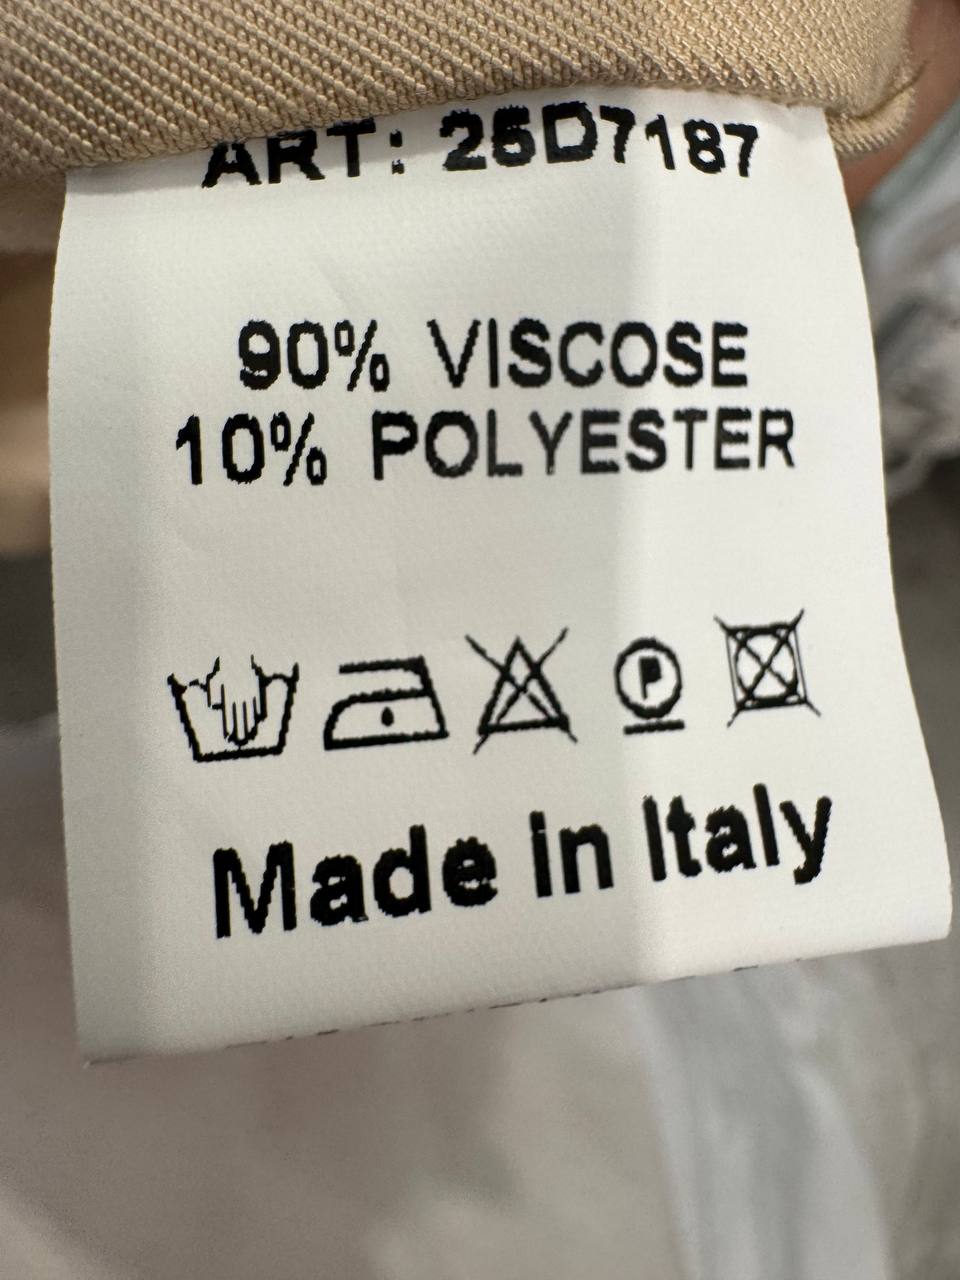 ART: 25D7187
90% VISCOSE
10% POLYESTER
P
Made in Italy